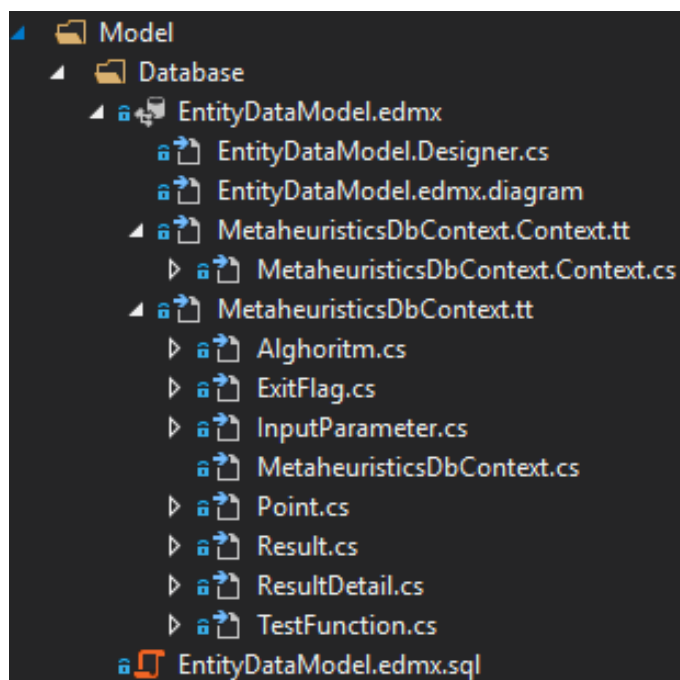 Model
Database
EntityDataModel.edmx
EntityDataModel.Designer.cs
EntityDataModel.edmx.diagram
MetaheuristicsDbContext.Context.tt
MetaheuristicsDbContext.Context.cs
MetaheuristicsDbContext.tt
Alghoritm.cs
ExitFlag.cs
InputParameter.cs
MetaheuristicsDbContext.cs
Point.cs
Result.cs
ResultDetail.cs
TestFunction.cs
EntityDataModel.edmx.sql